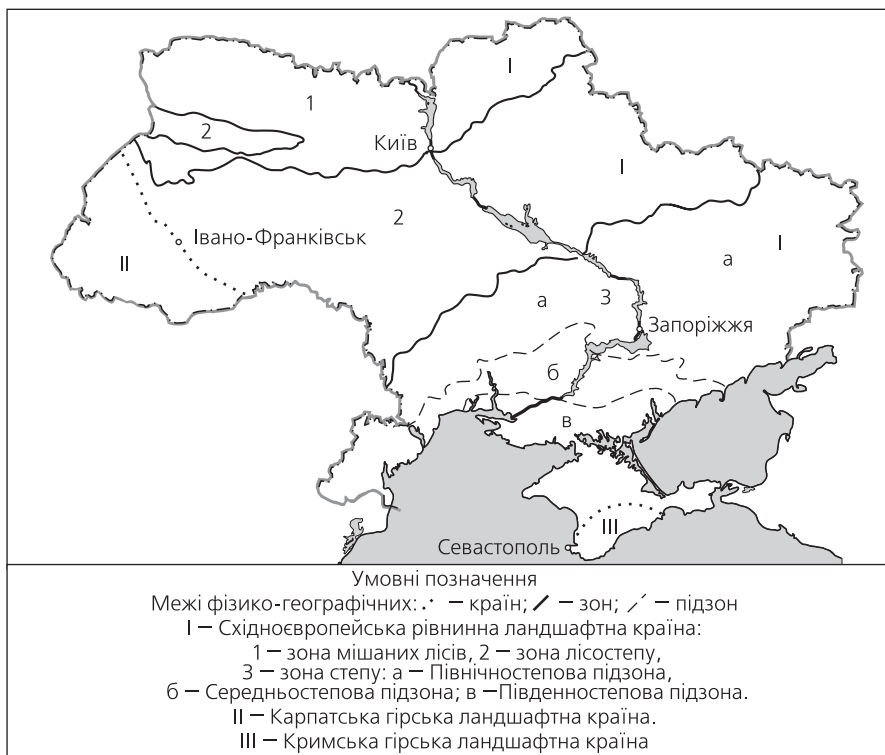 I
1
2
Київ
I
Івано-Франківськ
2
II
а
I
а
3
Запоріжжя
б
в
III
Севастополь
Умовні позначення
Межі фізико-географічних: – країн; – зон; – підзон
I – Східноєвропейська рівнинна ландшафтна країна:
1 – зона мішаних лісів, 2 – зона лісостепу,
3 – зона степу: а – Північностепова підзона,
б – Середньостепова підзона; в –Південностепова підзона.
II – Карпатська гірська ландшафтна країна.
III – Кримська гірська ландшафтна країна